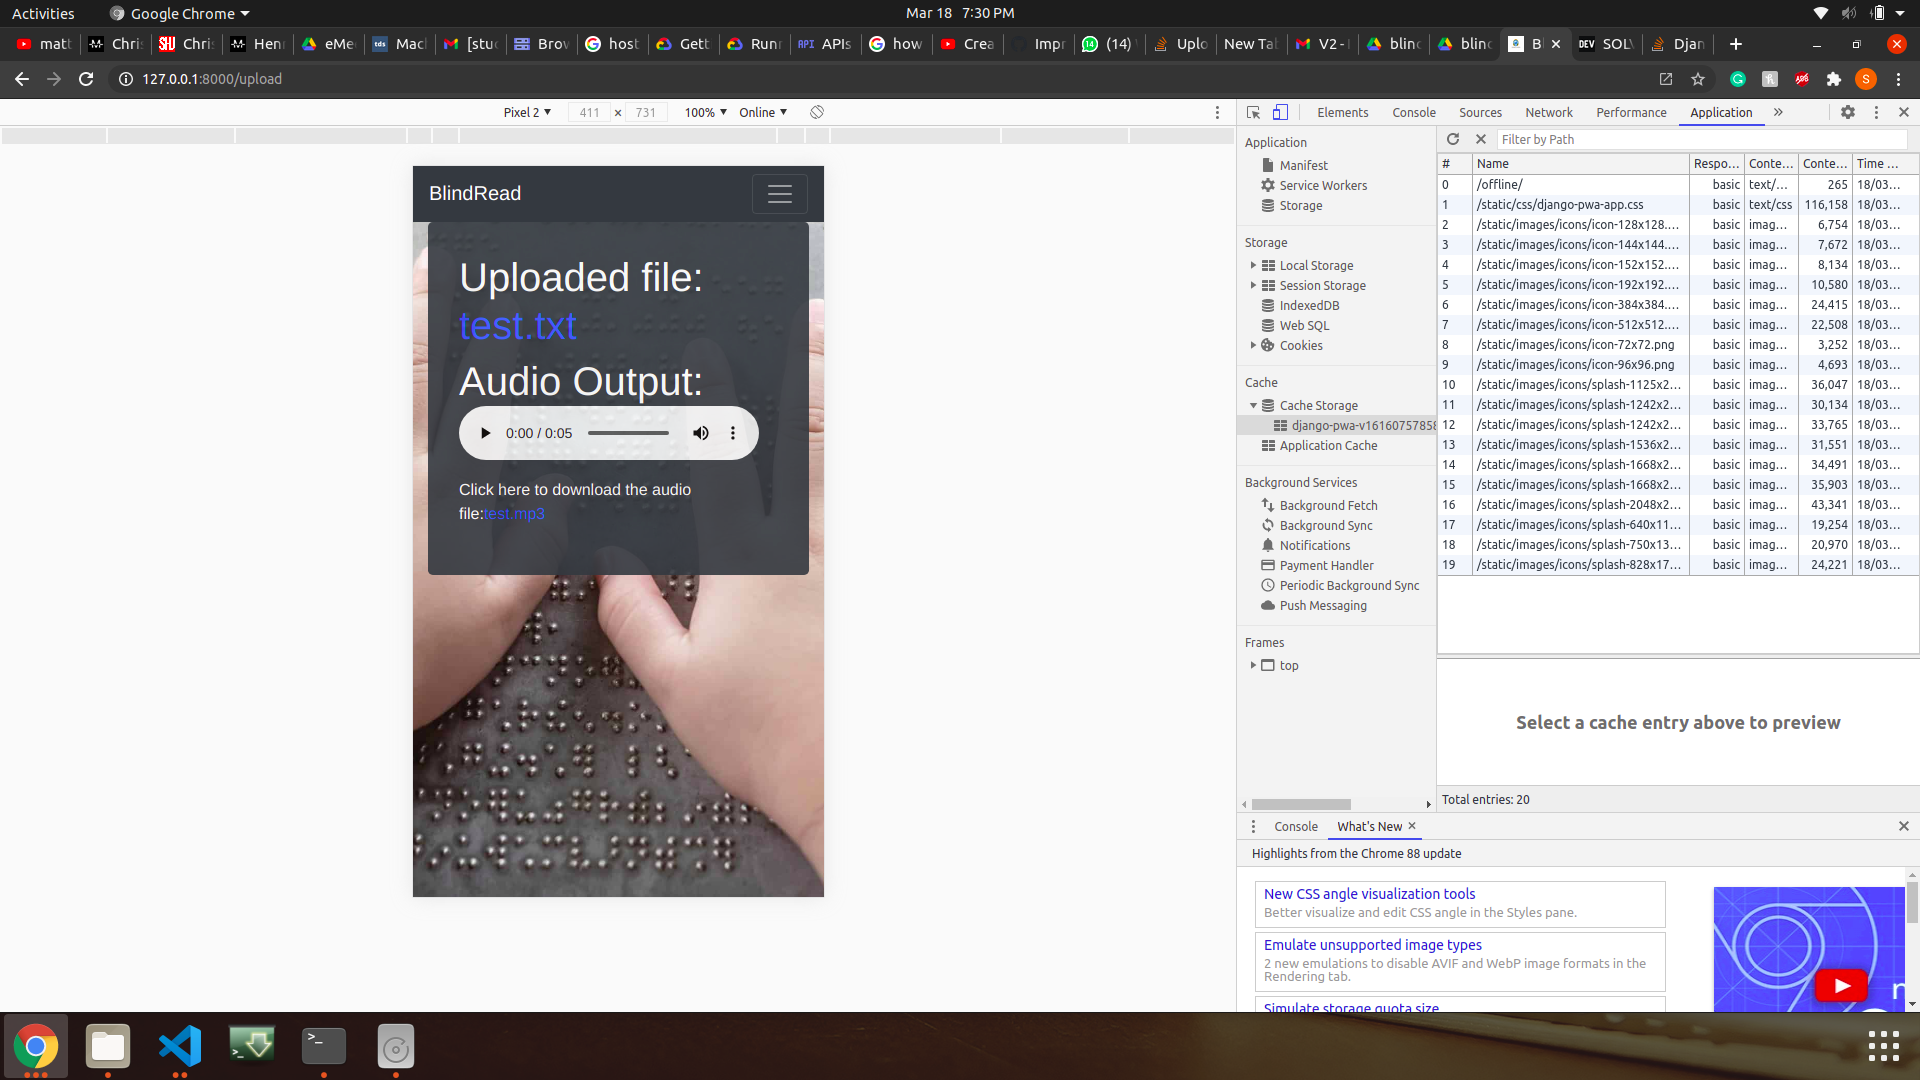 Activities
Google Chrome
Mar 18 7:30 PM
matt
Chris
Chris
Henr
eMe
tds Mac
[stuc
Brov
host
Gett
Runr
API APIs
how
Crea
Impr
(14)
Uplo
New Tab
V2 -
blinc
blinc
Bl
DEV SOLV
Djan
127.0.0.1:8000/upload
S
Pixel 2
411 × 731
100%
Online
Elements
Console
Sources
Network
Performance
Application
»
BlindRead
Uploaded file:
test.txt
Audio Output:
0:00 / 0:05
Click here to download the audio
file:test.mp3
Application
Manifest
Service Workers
Storage
Storage
Local Storage
Session Storage
IndexedDB
Web SQL
Cookies
Cache
Cache Storage
django-pwa-v16160757858
Application Cache
Background Services
Background Fetch
Background Sync
Notifications
Payment Handler
Periodic Background Sync
Push Messaging
Frames
top
Filter by Path
# Name Respo... Conte... Conte... Time ...
0 /offline/ basic text/... 265 18/03...
1 /static/css/django-pwa-app.css basic text/css 116,158 18/03...
2 /static/images/icons/icon-128x128.... basic imag... 6,754 18/03...
3 /static/images/icons/icon-144x144.... basic imag... 7,672 18/03...
4 /static/images/icons/icon-152x152.... basic imag... 8,134 18/03...
5 /static/images/icons/icon-192x192.... basic imag... 10,580 18/03...
6 /static/images/icons/icon-384x384.... basic imag... 24,415 18/03...
7 /static/images/icons/icon-512x512.... basic imag... 22,508 18/03...
8 /static/images/icons/icon-72x72.png basic imag... 3,252 18/03...
9 /static/images/icons/icon-96x96.png basic imag... 4,693 18/03...
10 /static/images/icons/splash-1125x2... basic imag... 36,047 18/03...
11 /static/images/icons/splash-1242x2... basic imag... 30,134 18/03...
12 /static/images/icons/splash-1242x2... basic imag... 33,765 18/03...
13 /static/images/icons/splash-1536x2... basic imag... 31,551 18/03...
14 /static/images/icons/splash-1668x2... basic imag... 34,491 18/03...
15 /static/images/icons/splash-1668x2... basic imag... 35,903 18/03...
16 /static/images/icons/splash-2048x2... basic imag... 43,341 18/03...
17 /static/images/icons/splash-640x11... basic imag... 19,254 18/03...
18 /static/images/icons/splash-750x13... basic imag... 20,970 18/03...
19 /static/images/icons/splash-828x17... basic imag... 24,221 18/03...
Select a cache entry above to preview
Total entries: 20
Console
What's New
Highlights from the Chrome 88 update
New CSS angle visualization tools
Better visualize and edit CSS angle in the Styles pane.
Emulate unsupported image types
2 new emulations to disable AVIF and WebP image formats in the
Rendering tab.
Simulate storage quota size